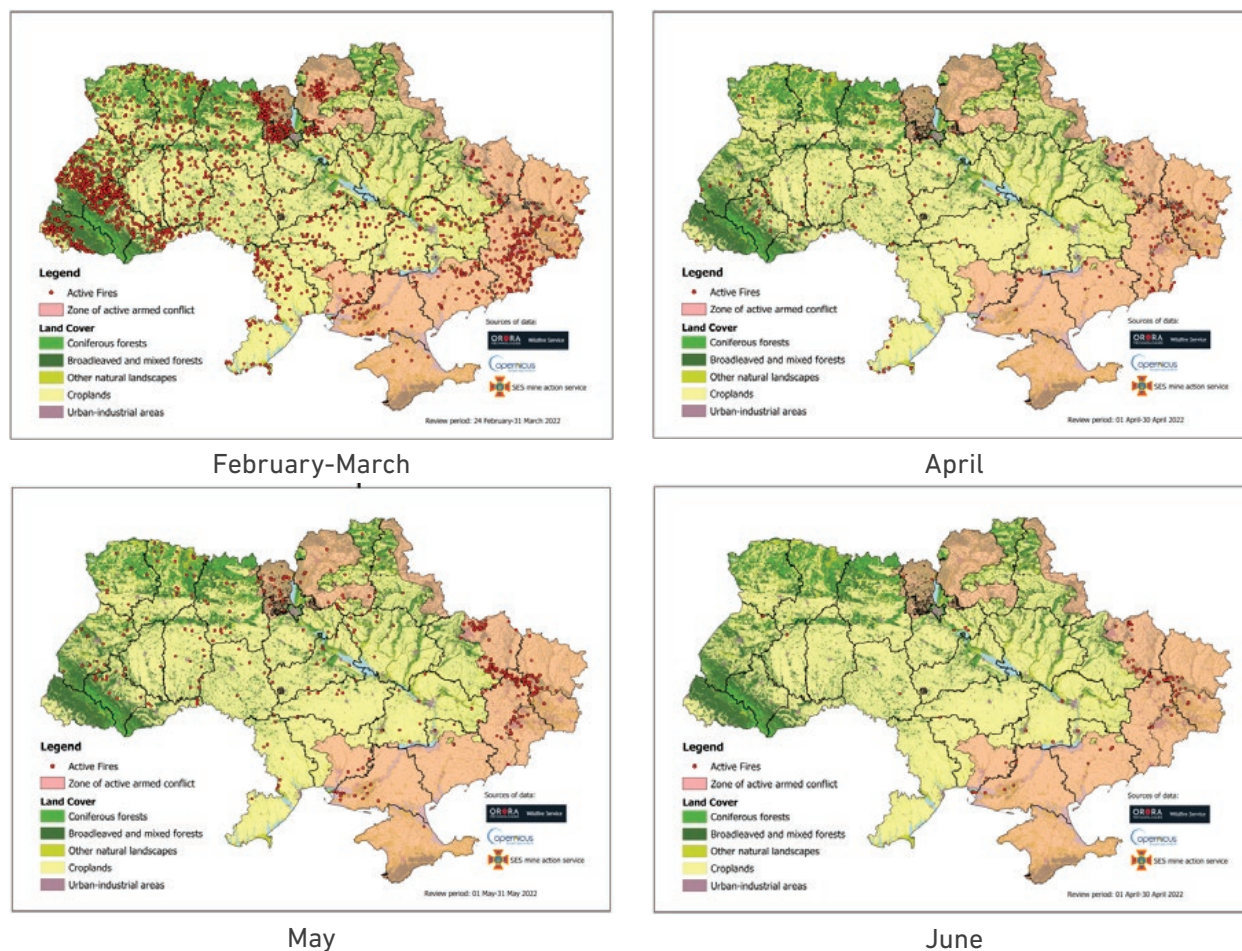 Legend
Active Fires
Zone of active armed conflict
Land Cover
Coniferous forests
Broadleaved and mixed forests
Other natural landscapes
Croplands
Urban-industrial areas
Sources of data:
ORORA
TECHNOLOGIES
Wildfire Service
opernicus
SES mine action service
Review period: 24 February-31 March 2022
February-March
Legend
Active Fires
Zone of active armed conflict
Land Cover
Coniferous forests
Broadleaved and mixed forests
Other natural landscapes
Croplands
Urban-industrial areas
Sources of data:
ORORA
TECHNOLOGIES
Wildfire Service
opernicus
SES mine action service
Review period: 01 April-30 April 2022
April
Legend
Active Fires
Zone of active armed conflict
Land Cover
Coniferous forests
Broadleaved and mixed forests
Other natural landscapes
Croplands
Urban-industrial areas
Sources of data:
ORORA
TECHNOLOGIES
Wildfire Service
opernicus
SES mine action service
Review period: 01 May-31 May 2022
May
Legend
Active Fires
Zone of active armed conflict
Land Cover
Coniferous forests
Broadleaved and mixed forests
Other natural landscapes
Croplands
Urban-industrial areas
Sources of data:
ORORA
TECHNOLOGIES
Wildfire Service
opernicus
SES mine action service
Review period: 01 April-30 April 2022
June